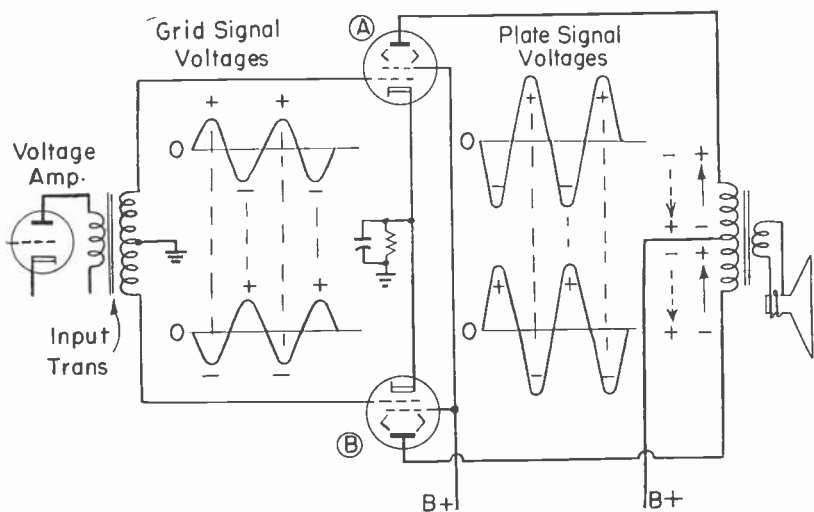 Grid Signal
Voltages
A
Plate Signal
Voltages
+ +
+ +
O
O
− −
− −
Voltage
Amp.
− +
+ −
− +
+ −
+ +
+ +
O
O
− −
− −
Input
Trans
B
B+
B+